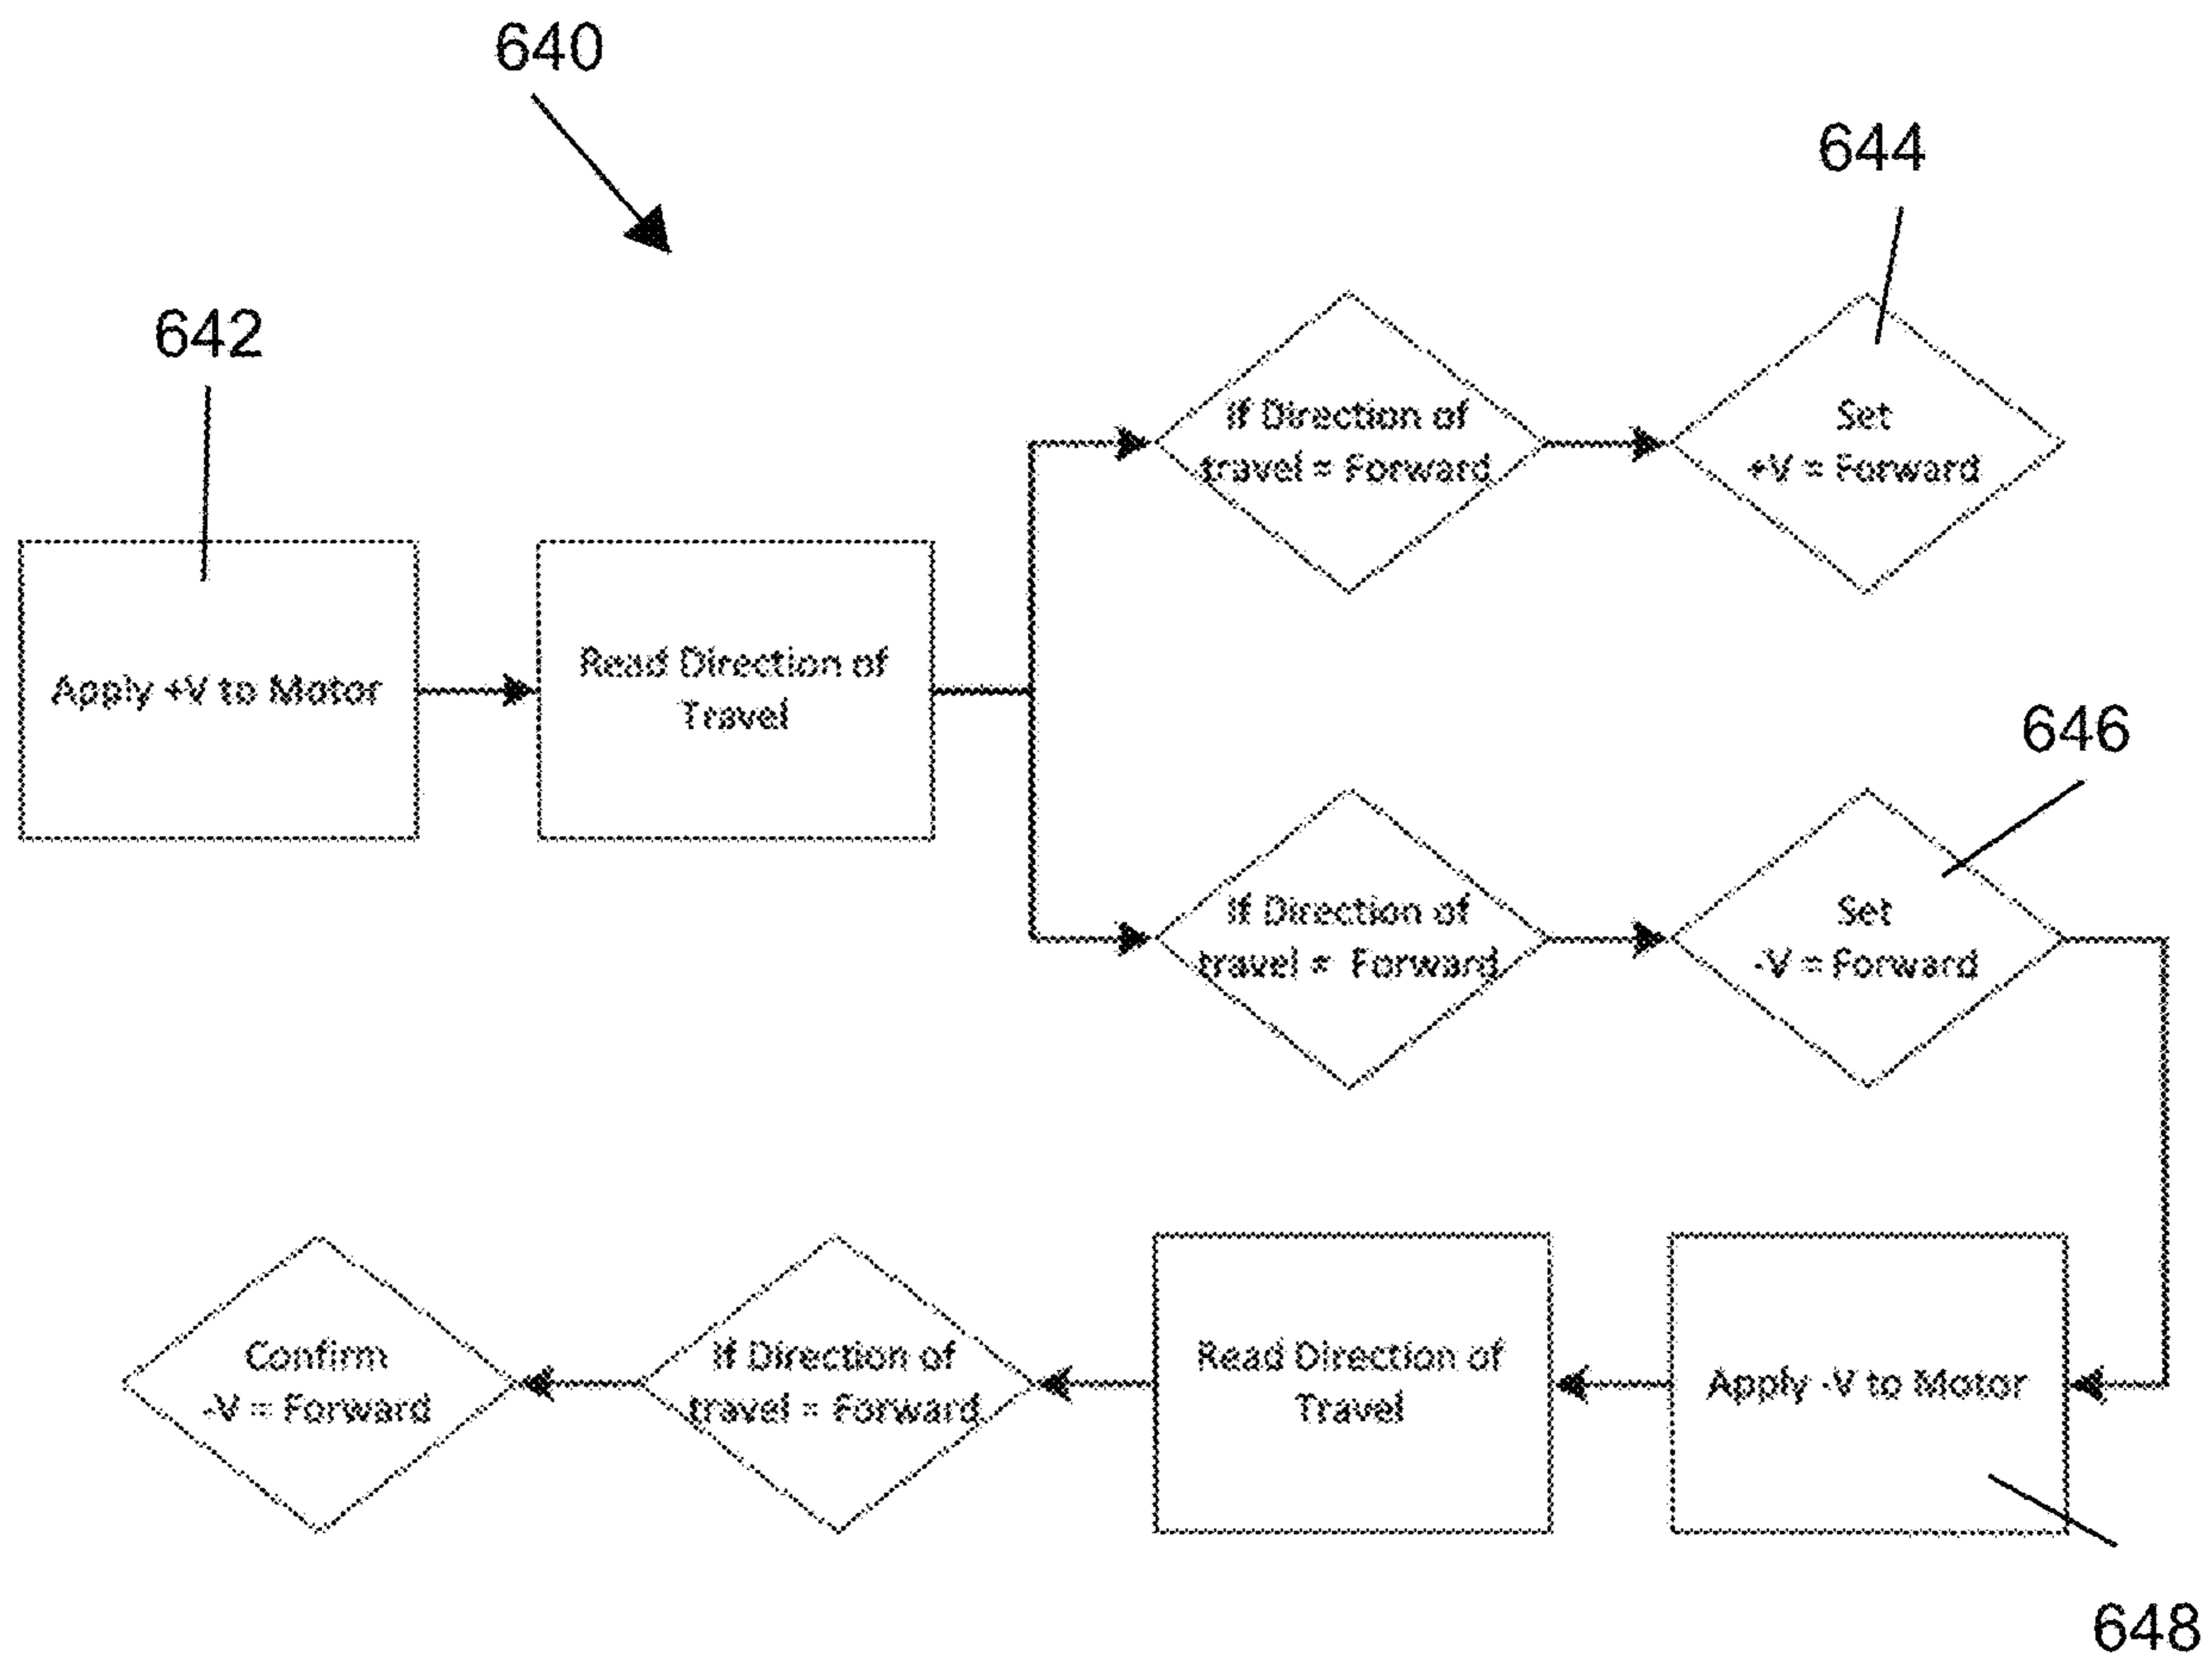 640
644
642
If Direction of
travel = Forward
Set
+V = Forward
Apply +V to Motor
Read Direction of
Travel
646
If Direction of
travel ≠ Forward
Set
-V = Forward
Confirm
-V = Forward
If Direction of
travel = Forward
Read Direction of
Travel
Apply -V to Motor
648